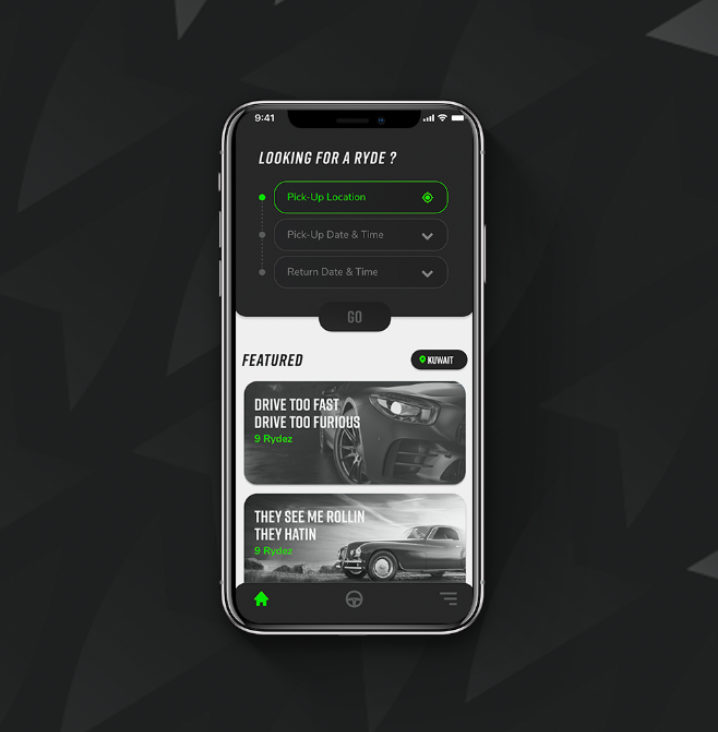 9:41
LOOKING FOR A RYDE ?
Pick-Up Location
Pick-Up Date & Time
Return Date & Time
GO
FEATURED
KUWAIT
DRIVE TOO FAST
DRIVE TOO FURIOUS
9 Rydez
THEY SEE ME ROLLIN
THEY HATIN
9 Rydez